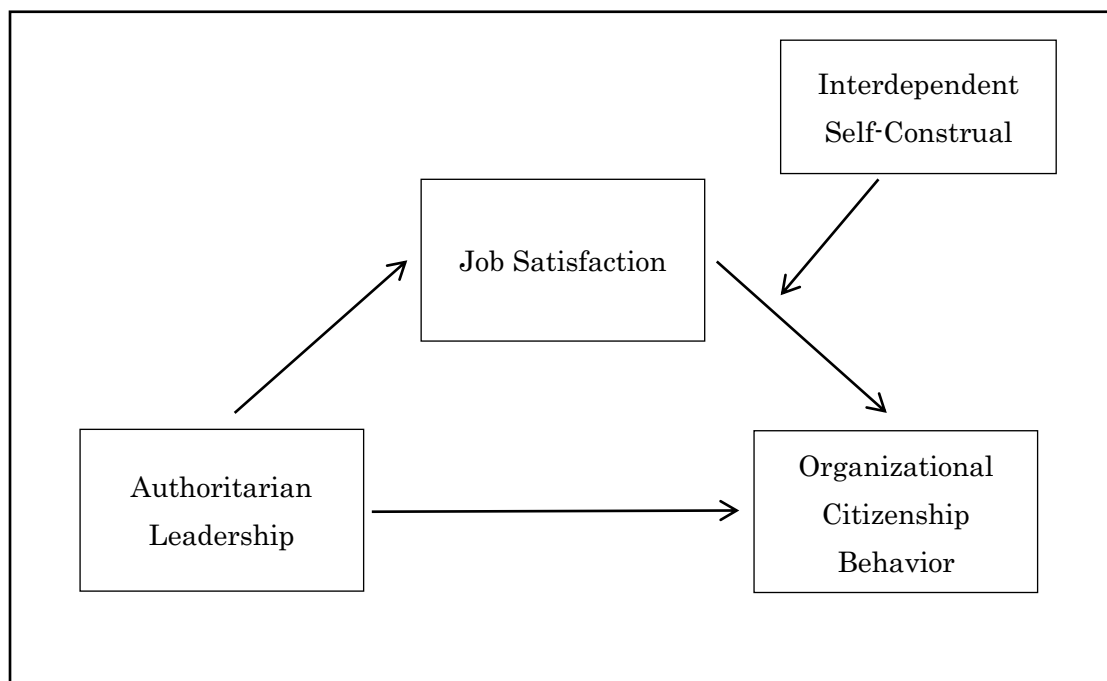 Interdependent
Self-Construal
Job Satisfaction
Authoritarian
Leadership
Organizational
Citizenship
Behavior